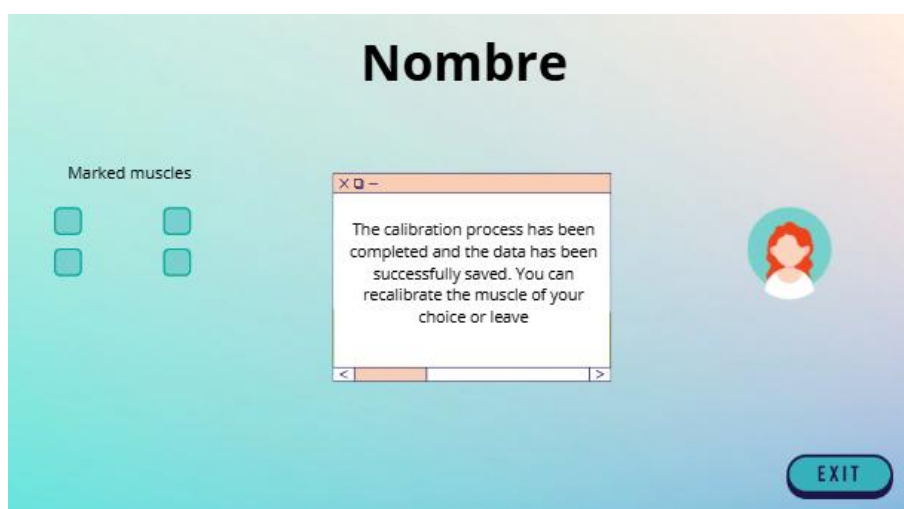 Nombre
Marked muscles
The calibration process has been
completed and the data has been
successfully saved. You can
recalibrate the muscle of your
choice or leave
EXIT